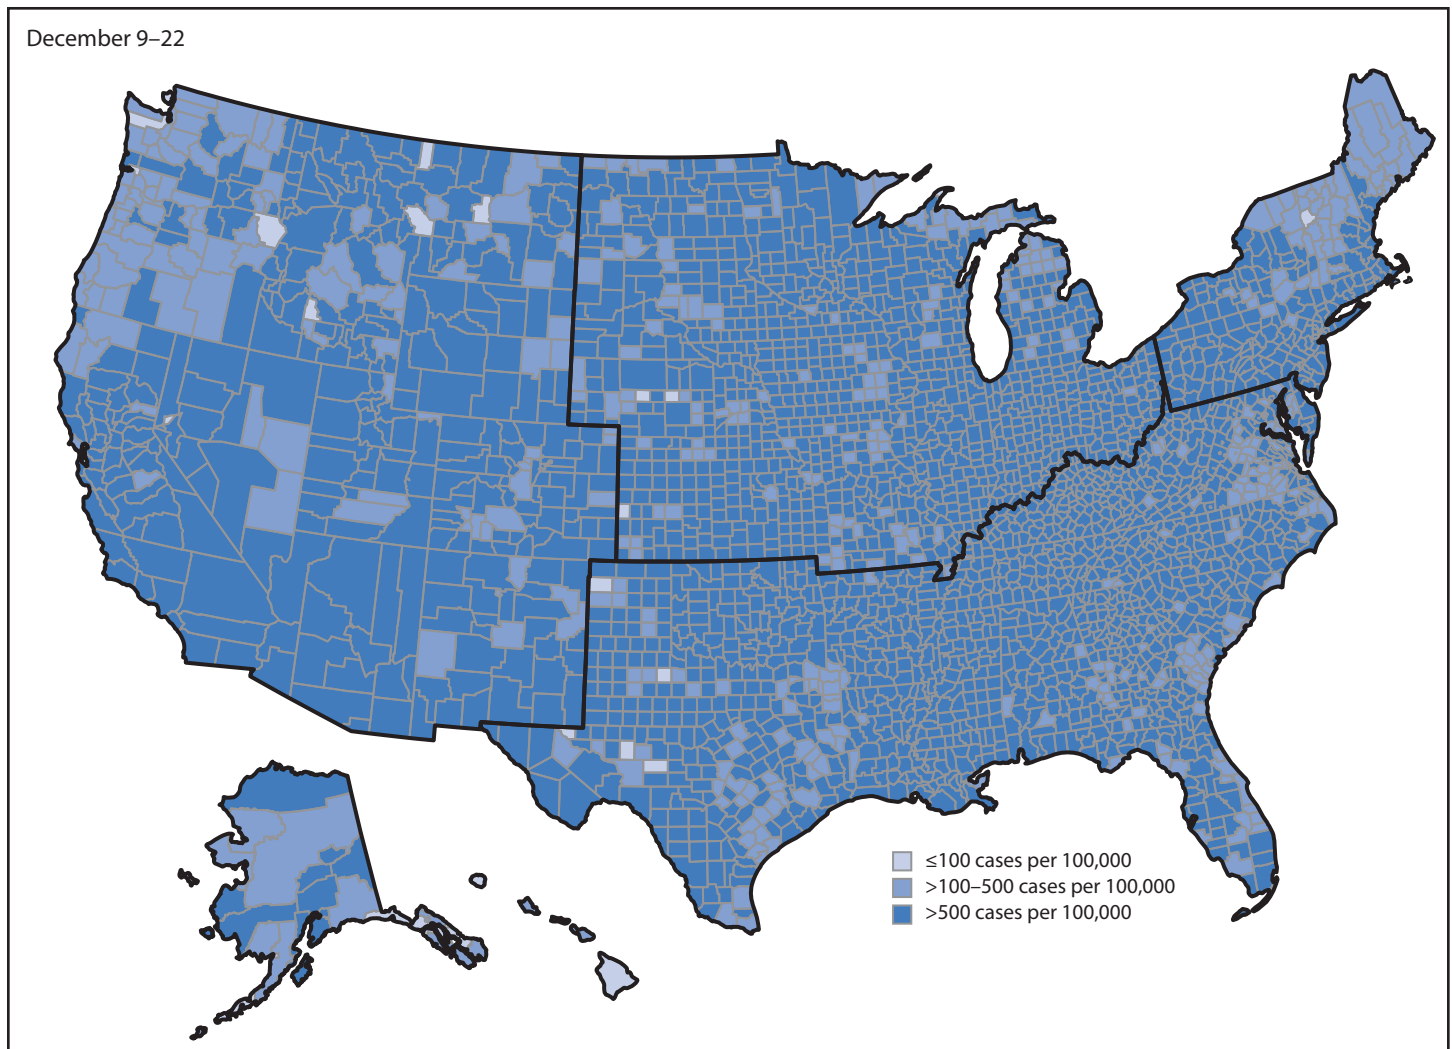 December 9–22
≤100 cases per 100,000
>100–500 cases per 100,000
>500 cases per 100,000